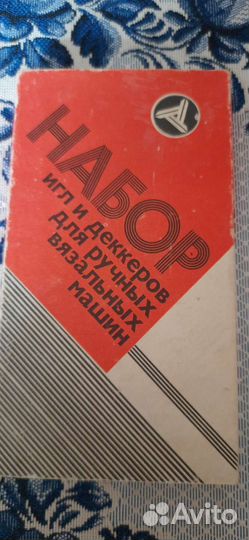 НАБОР
игл и деккеров
для ручных
вязальных
машин
Avito